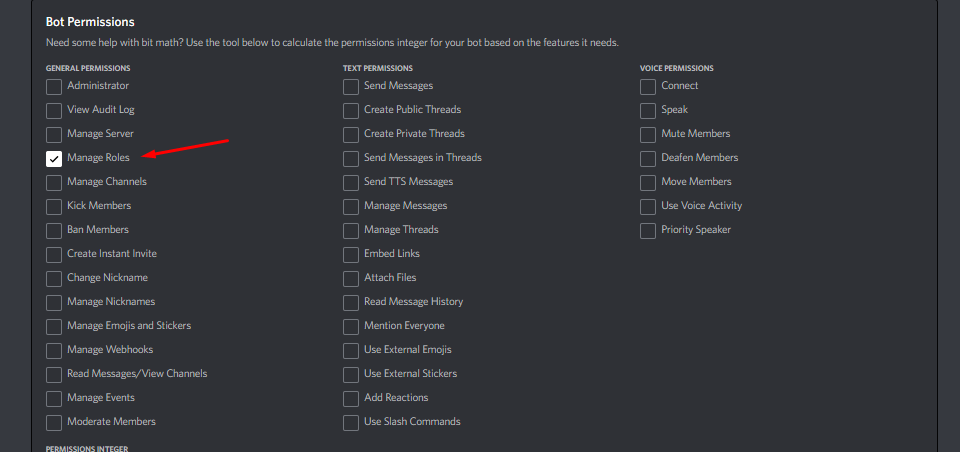 Bot Permissions
Need some help with bit math? Use the tool below to calculate the permissions integer for your bot based on the features it needs.
GENERAL PERMISSIONS
Administrator
View Audit Log
Manage Server
Manage Roles
Manage Channels
Kick Members
Ban Members
Create Instant Invite
Change Nickname
Manage Nicknames
Manage Emojis and Stickers
Manage Webhooks
Read Messages/View Channels
Manage Events
Moderate Members
TEXT PERMISSIONS
Send Messages
Create Public Threads
Create Private Threads
Send Messages in Threads
Send TTS Messages
Manage Messages
Manage Threads
Embed Links
Attach Files
Read Message History
Mention Everyone
Use External Emojis
Use External Stickers
Add Reactions
Use Slash Commands
VOICE PERMISSIONS
Connect
Speak
Mute Members
Deafen Members
Move Members
Use Voice Activity
Priority Speaker
PERMISSIONS INTEGER